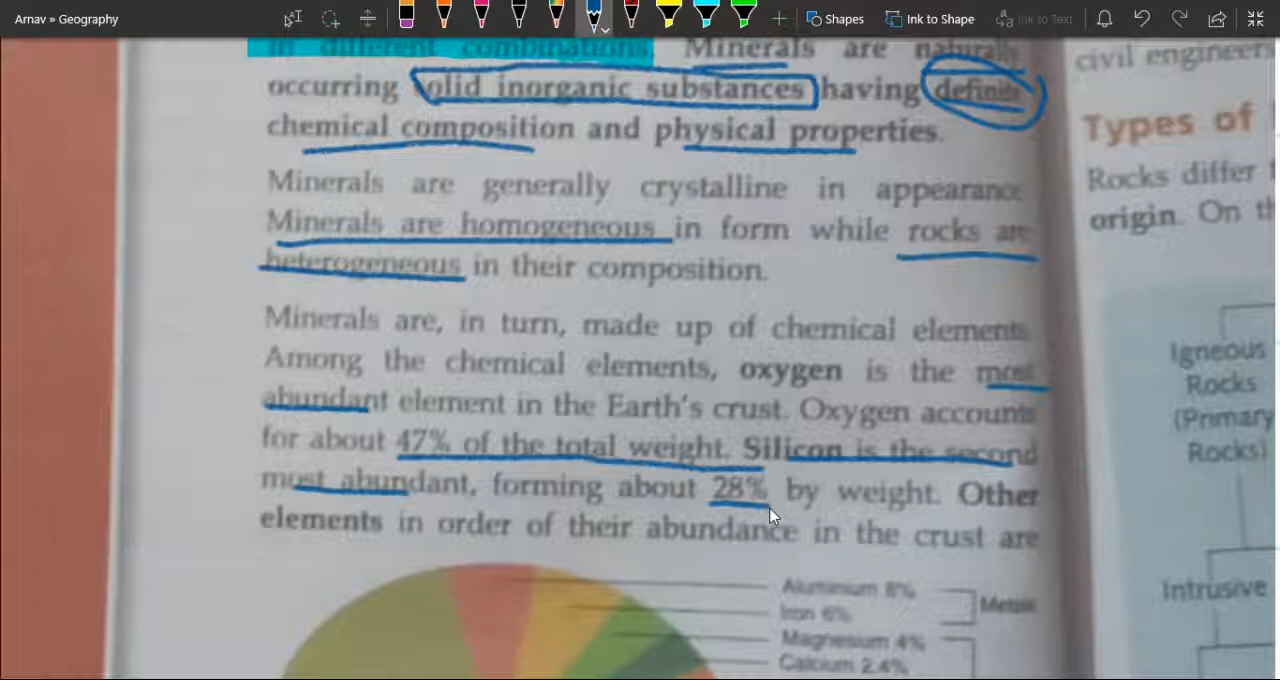 Arnav » Geography
Shapes
Ink to Shape
Ink to Text
in different combinations. Minerals are naturally
occurring solid inorganic substances having definite
chemical composition and physical properties.
Minerals are generally crystalline in appearance
Minerals are homogeneous in form while rocks are
heterogeneous in their composition.
Minerals are, in turn, made up of chemical elements
Among the chemical elements, oxygen is the most
abundant element in the Earth's crust. Oxygen accounts
for about 47% of the total weight. Silicon is the second
most abundant, forming about 28% by weight. Other
elements in order of their abundance in the crust are
Aluminium 8%
Iron 6%
Metals
Magnesium 4%
Calcium 2.4%
civil engineers
Types of
Rocks differ
origin. On
Igneous
Rocks
(Primary
Rocks)
Intrusive